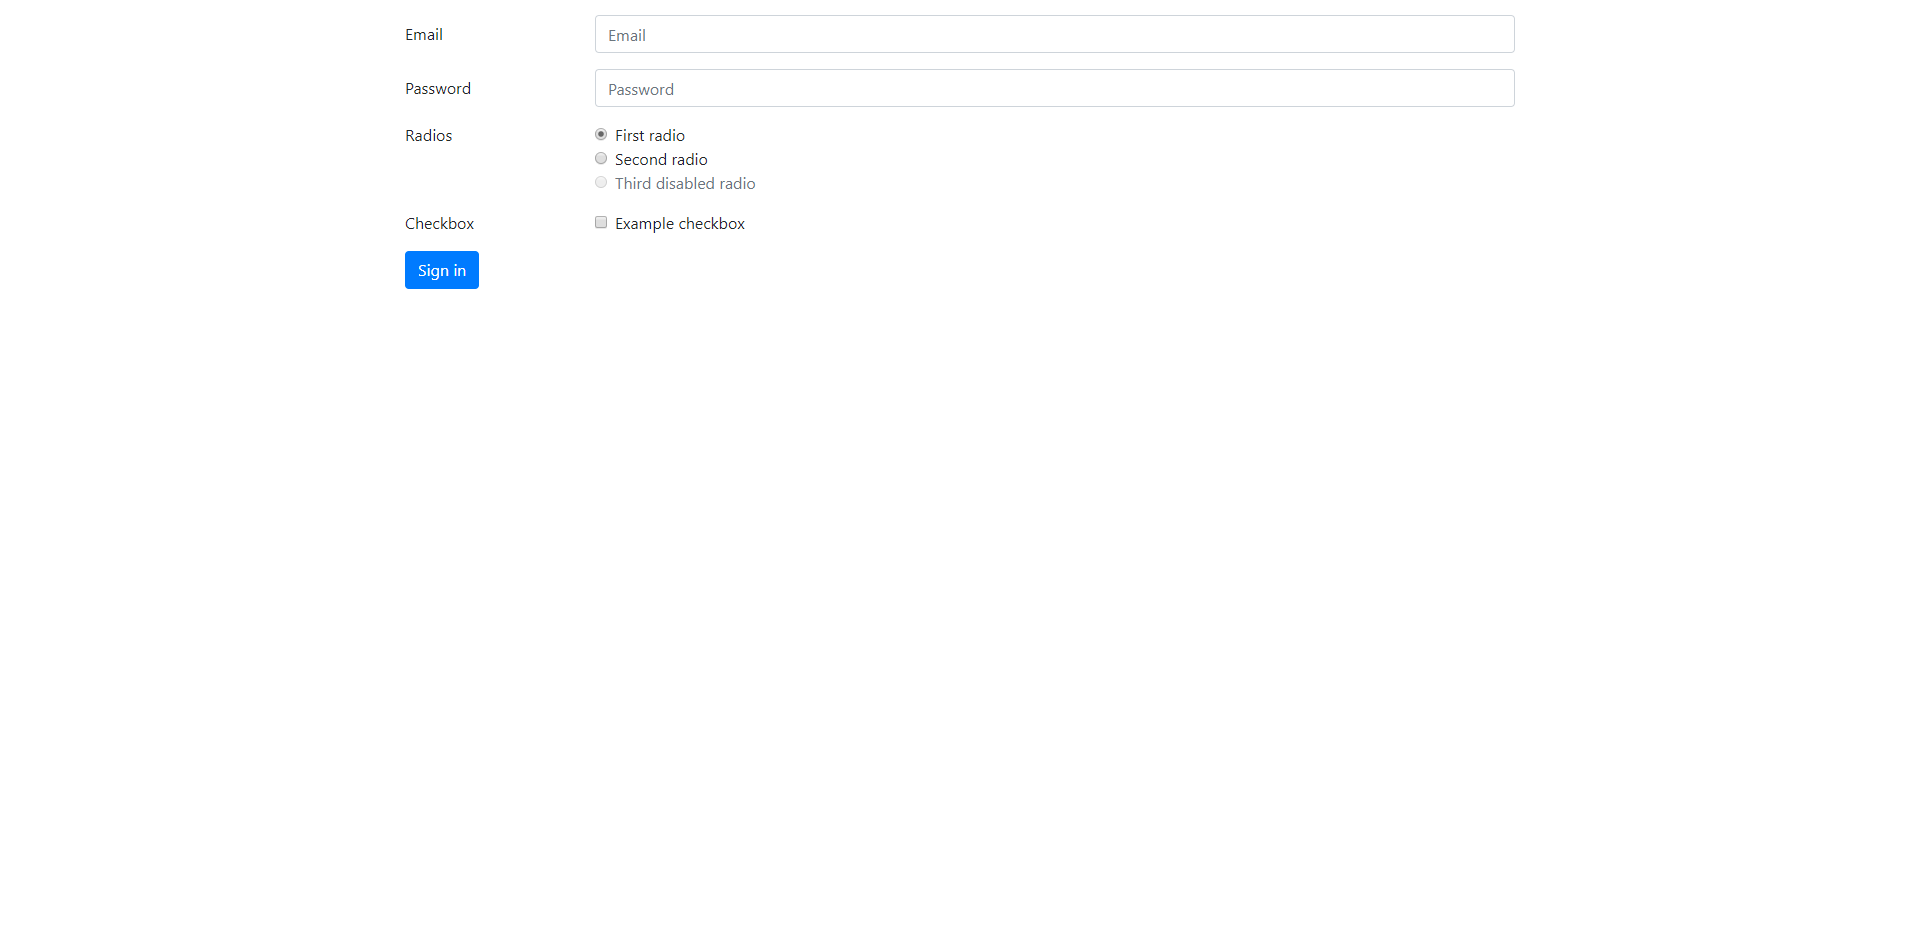 Email Email
Password Password
Radios First radio
Second radio
Third disabled radio
Checkbox Example checkbox
Sign in